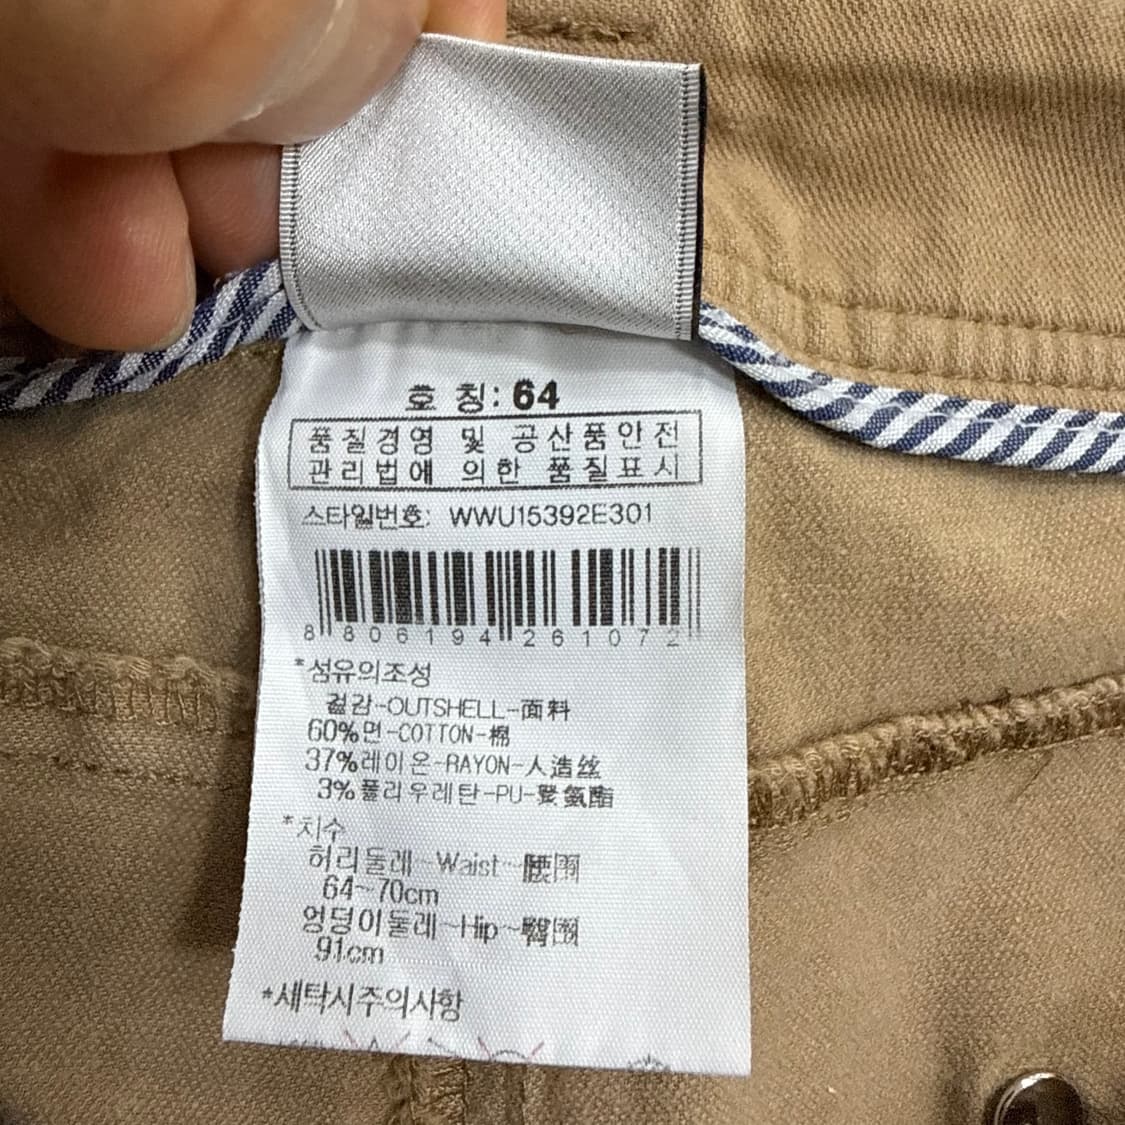 호 칭: 64
품질경영 및 공산품안전
관리법에 의한 품질표시
스타일번호: WWU15392E301
8 806194 261072
*섬유의조성
겉감-OUTSHELL-面料
60%면-COTTON-棉
37%레이온-RAYON-人造丝
3%폴리우레탄-PU-聚氨酯
*치수
허리둘레~Waist~腰围
64~70cm
엉덩이둘레~Hip~臀围
91cm
*세탁시주의사항